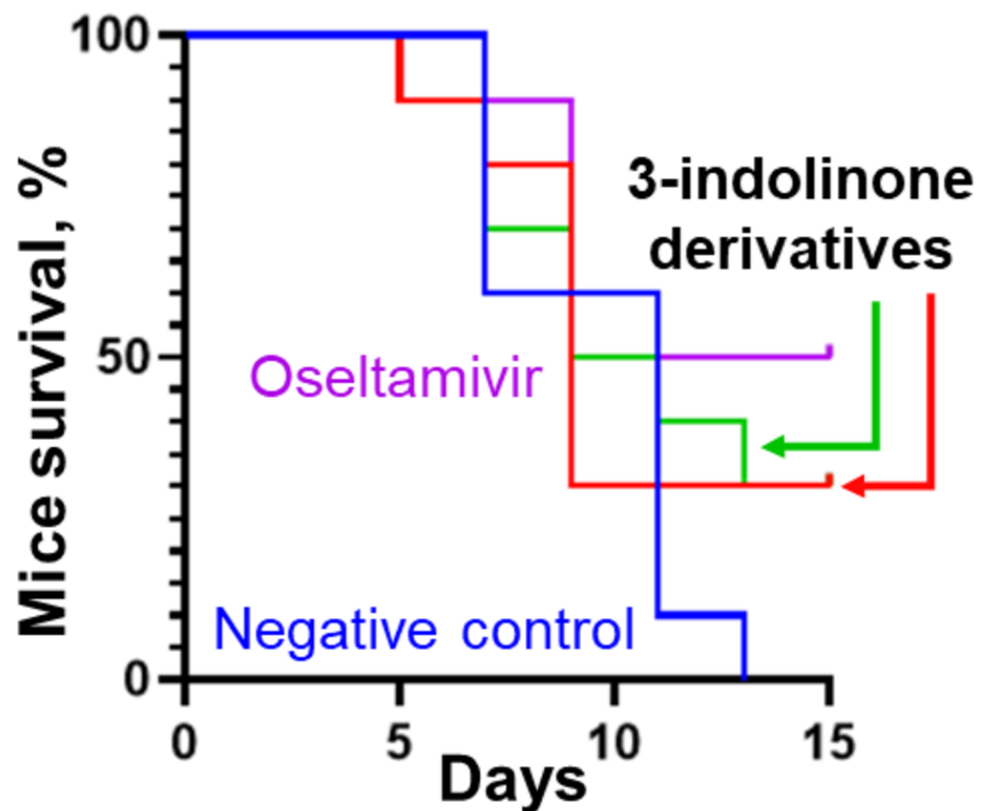 100
50
0
Mice survival, %
3-indolinone
derivatives
Oseltamivir
Negative control
0 5 10 15
Days